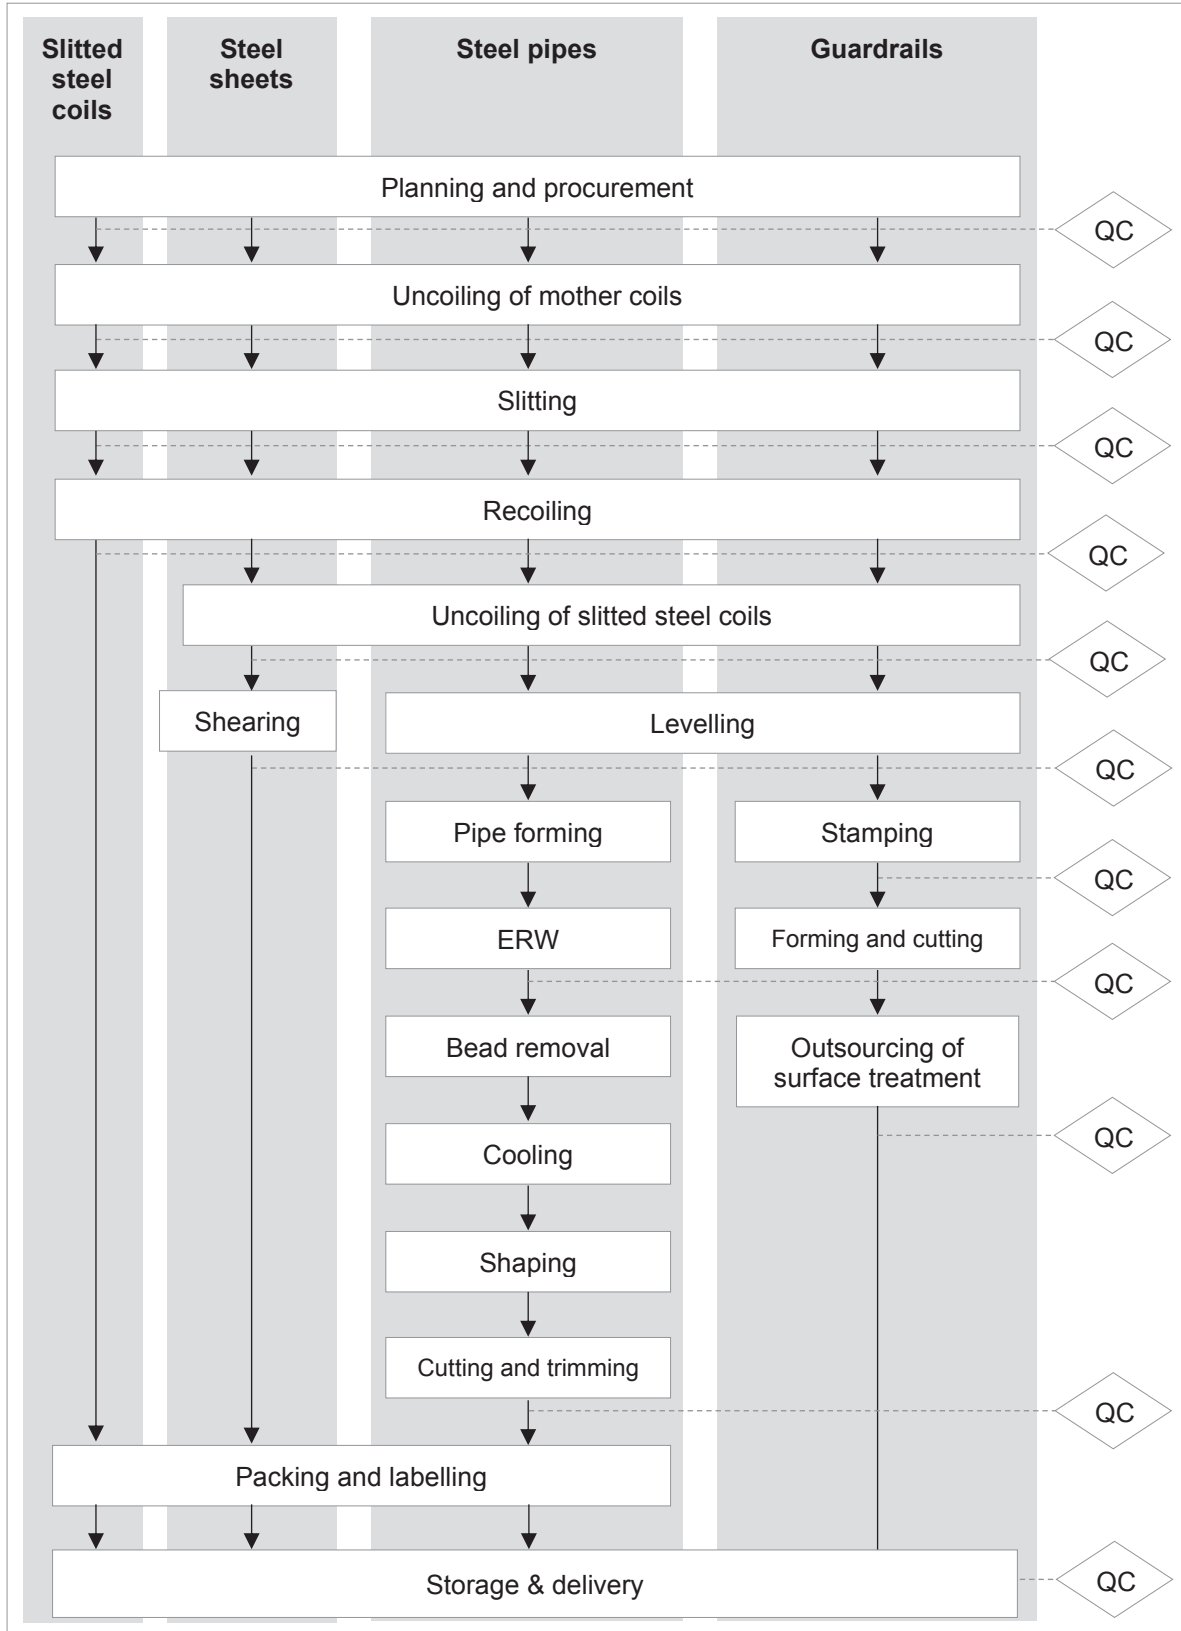 Slitted
steel
coils
Steel
sheets
Steel pipes
Guardrails
Planning and procurement
QC
Uncoiling of mother coils
QC
Slitting
QC
Recoiling
QC
Uncoiling of slitted steel coils
QC
Shearing
Levelling
QC
Pipe forming
Stamping
QC
ERW
Forming and cutting
QC
Bead removal
Outsourcing of
surface treatment
QC
Cooling
Shaping
Cutting and trimming
QC
Packing and labelling
Storage & delivery
QC